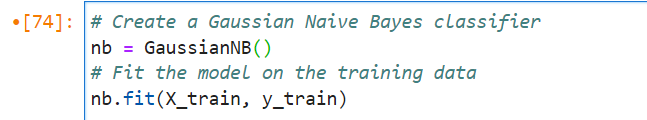 •[74]: # Create a Gaussian Naive Bayes classifier
nb = GaussianNB()
# Fit the model on the training data
nb.fit(X_train, y_train)